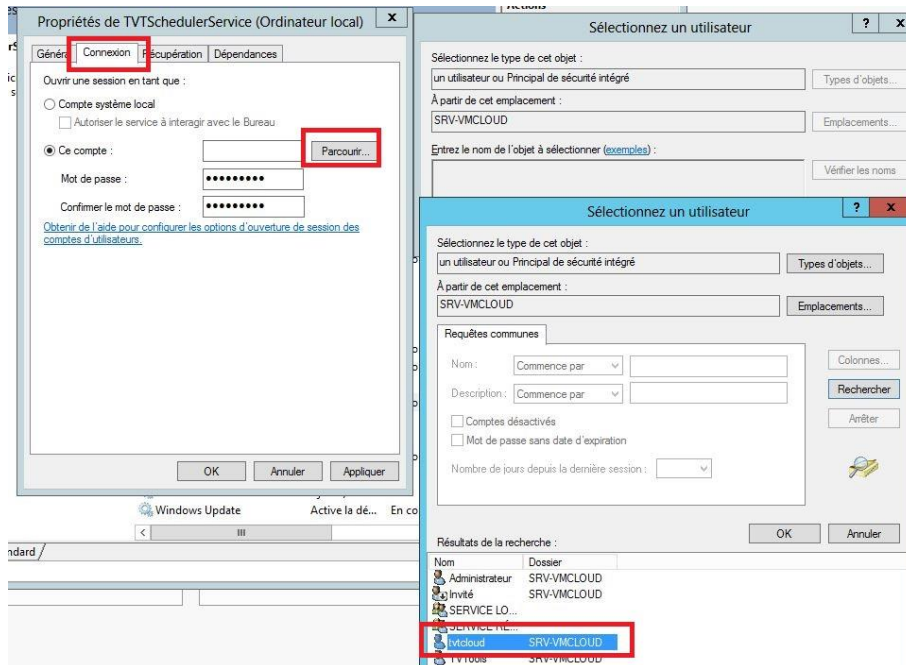 Actions
Propriétés de TVTSchedulerService (Ordinateur local)
x
Généra
Connexion
Récupération
Dépendances
Ouvrir une session en tant que :
Compte système local
Autoriser le service à interagir avec le Bureau
Ce compte :
Parcourir...
Mot de passe :
•••••••••
Confirmer le mot de passe :
•••••••••
Obtenir de l'aide pour configurer les options d'ouverture de session des
comptes d'utilisateurs.
OK
Annuler
Appliquer
Windows Update
Active la dé...
En co
ndard
Sélectionnez un utilisateur
?
x
Sélectionnez le type de cet objet :
un utilisateur ou Principal de sécurité intégré
Types d'objets...
À partir de cet emplacement :
SRV-VMCLOUD
Emplacements...
Entrez le nom de l'objet à sélectionner (exemples) :
Vérifier les noms
Sélectionnez un utilisateur
?
x
Sélectionnez le type de cet objet :
un utilisateur ou Principal de sécurité intégré
Types d'objets...
À partir de cet emplacement :
SRV-VMCLOUD
Emplacements...
Requêtes communes
Nom :
Commence par
Description :
Commence par
Comptes désactivés
Mot de passe sans date d'expiration
Nombre de jours depuis la dernière session :
Colonnes...
Rechercher
Arrêter
OK
Annuler
Résultats de la recherche :
Nom Dossier
Administrateur SRV-VMCLOUD
Invité SRV-VMCLOUD
SERVICE LO...
SERVICE RÉ...
tvtcloud SRV-VMCLOUD
TVTools SRV-VMCLOUD